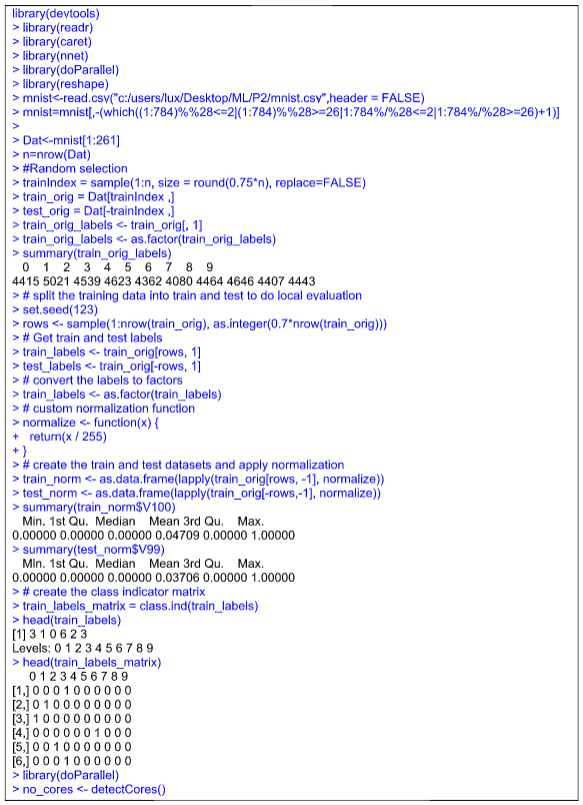 library(devtools)
> library(readr)
> library(caret)
> library(nnet)
> library(doParallel)
> library(reshape)
> mnist<-read.csv("c:/users/lux/Desktop/ML/P2/mnist.csv",header = FALSE)
> mnist=mnist[,-(which((1:784)%%28<=2|(1:784)%%28>=26|1:784%/%28<=2|1:784%/%28>=26)+1)]
>
> Dat<-mnist[1:261]
> n=nrow(Dat)
> #Random selection
> trainIndex = sample(1:n, size = round(0.75*n), replace=FALSE)
> train_orig = Dat[trainIndex ,]
> test_orig = Dat[-trainIndex ,]
> train_orig_labels <- train_orig[, 1]
> train_orig_labels <- as.factor(train_orig_labels)
> summary(train_orig_labels)
0 1 2 3 4 5 6 7 8 9
4415 5021 4539 4623 4362 4080 4464 4646 4407 4443
> # split the training data into train and test to do local evaluation
> set.seed(123)
> rows <- sample(1:nrow(train_orig), as.integer(0.7*nrow(train_orig)))
> # Get train and test labels
> train_labels <- train_orig[rows, 1]
> test_labels <- train_orig[-rows, 1]
> # convert the labels to factors
> train_labels <- as.factor(train_labels)
> # custom normalization function
> normalize <- function(x) {
+ return(x / 255)
+ }
> # create the train and test datasets and apply normalization
> train_norm <- as.data.frame(lapply(train_orig[rows, -1], normalize))
> test_norm <- as.data.frame(lapply(train_orig[-rows,-1], normalize))
> summary(train_norm$V100)
Min. 1st Qu. Median Mean 3rd Qu. Max.
0.00000 0.00000 0.00000 0.04709 0.00000 1.00000
> summary(test_norm$V99)
Min. 1st Qu. Median Mean 3rd Qu. Max.
0.00000 0.00000 0.00000 0.03706 0.00000 1.00000
> # create the class indicator matrix
> train_labels_matrix = class.ind(train_labels)
> head(train_labels)
[1] 3 1 0 6 2 3
Levels: 0 1 2 3 4 5 6 7 8 9
> head(train_labels_matrix)
0 1 2 3 4 5 6 7 8 9
[1,] 0 0 0 1 0 0 0 0 0 0
[2,] 0 1 0 0 0 0 0 0 0 0
[3,] 1 0 0 0 0 0 0 0 0 0
[4,] 0 0 0 0 0 0 1 0 0 0
[5,] 0 0 1 0 0 0 0 0 0 0
[6,] 0 0 0 1 0 0 0 0 0 0
> library(doParallel)
> no_cores <- detectCores()